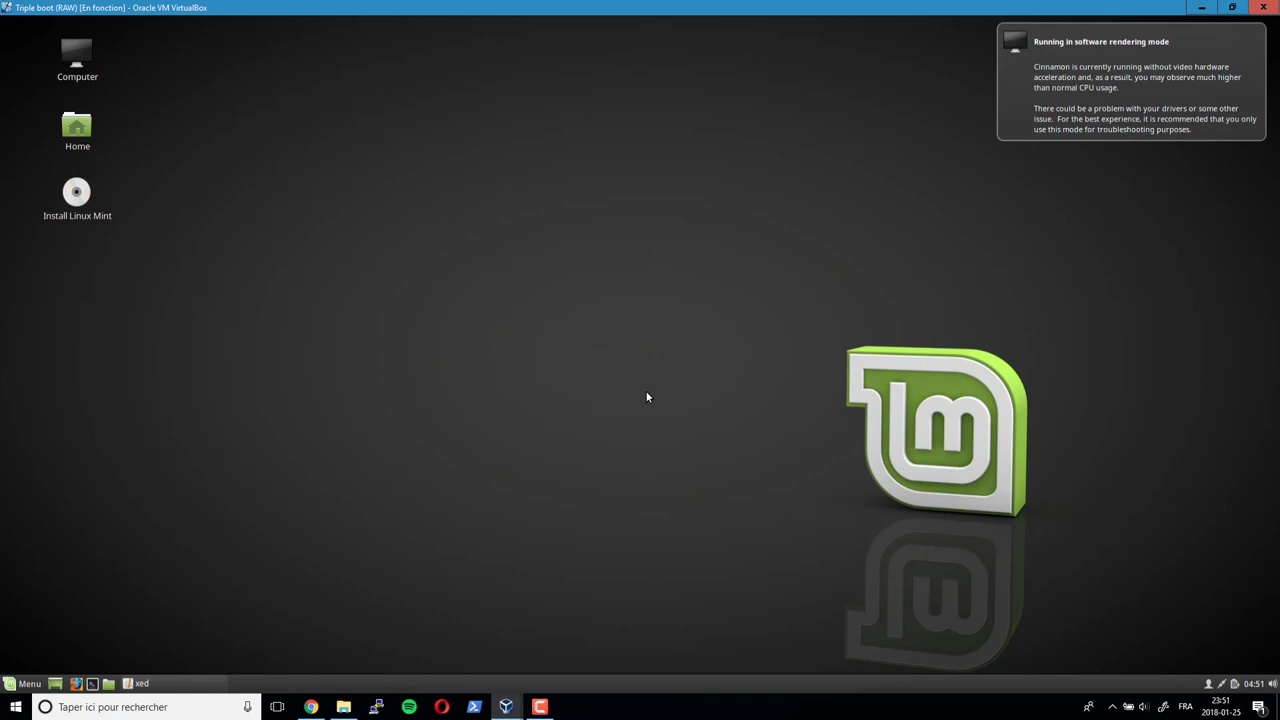 Triple boot (RAW) [En fonction] - Oracle VM VirtualBox
Computer
Home
Install Linux Mint
Running in software rendering mode
Cinnamon is currently running without video hardware
acceleration and, as a result, you may observe much higher
than normal CPU usage.
There could be a problem with your drivers or some other
issue. For the best experience, it is recommended that you only
use this mode for troubleshooting purposes.
lm
Menu
xed
04:51
Taper ici pour rechercher
FRA
23:51
2018-01-25